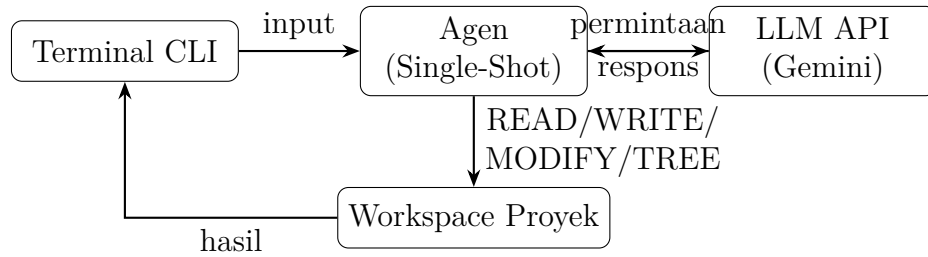 Terminal CLI
input
Agen
(Single-Shot)
permintaan
respons
LLM API
(Gemini)
READ/WRITE/
MODIFY/TREE
Workspace Proyek
hasil